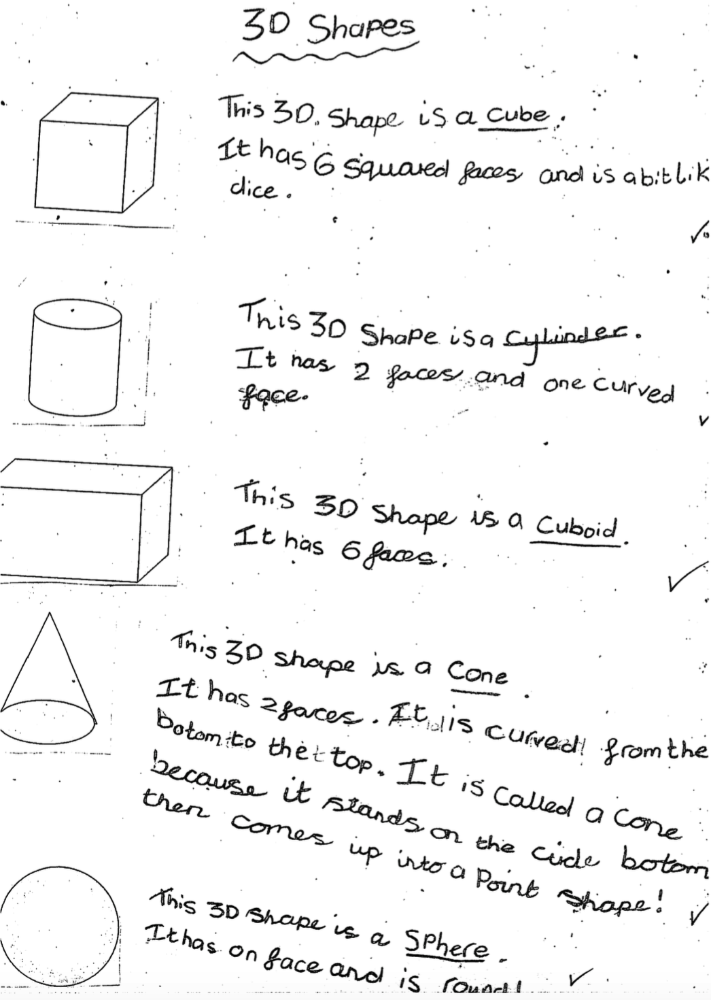 3D Shapes
This 3D. Shape is a cube.
It has 6 squared faces and is a bit lik
dice.
This 3D Shape is a Cylinder.
It has 2 faces and one curved
face.
This 3D Shape is a Cuboid.
It has 6 faces.
This 3D shape is a Cone.
It has 2 faces. It is curved from the
botom to the top. It is called a Cone
because it stands on the circle botom
then comes up into a Point shape!
This 3D Shape is a Sphere.
It has on face and is round!